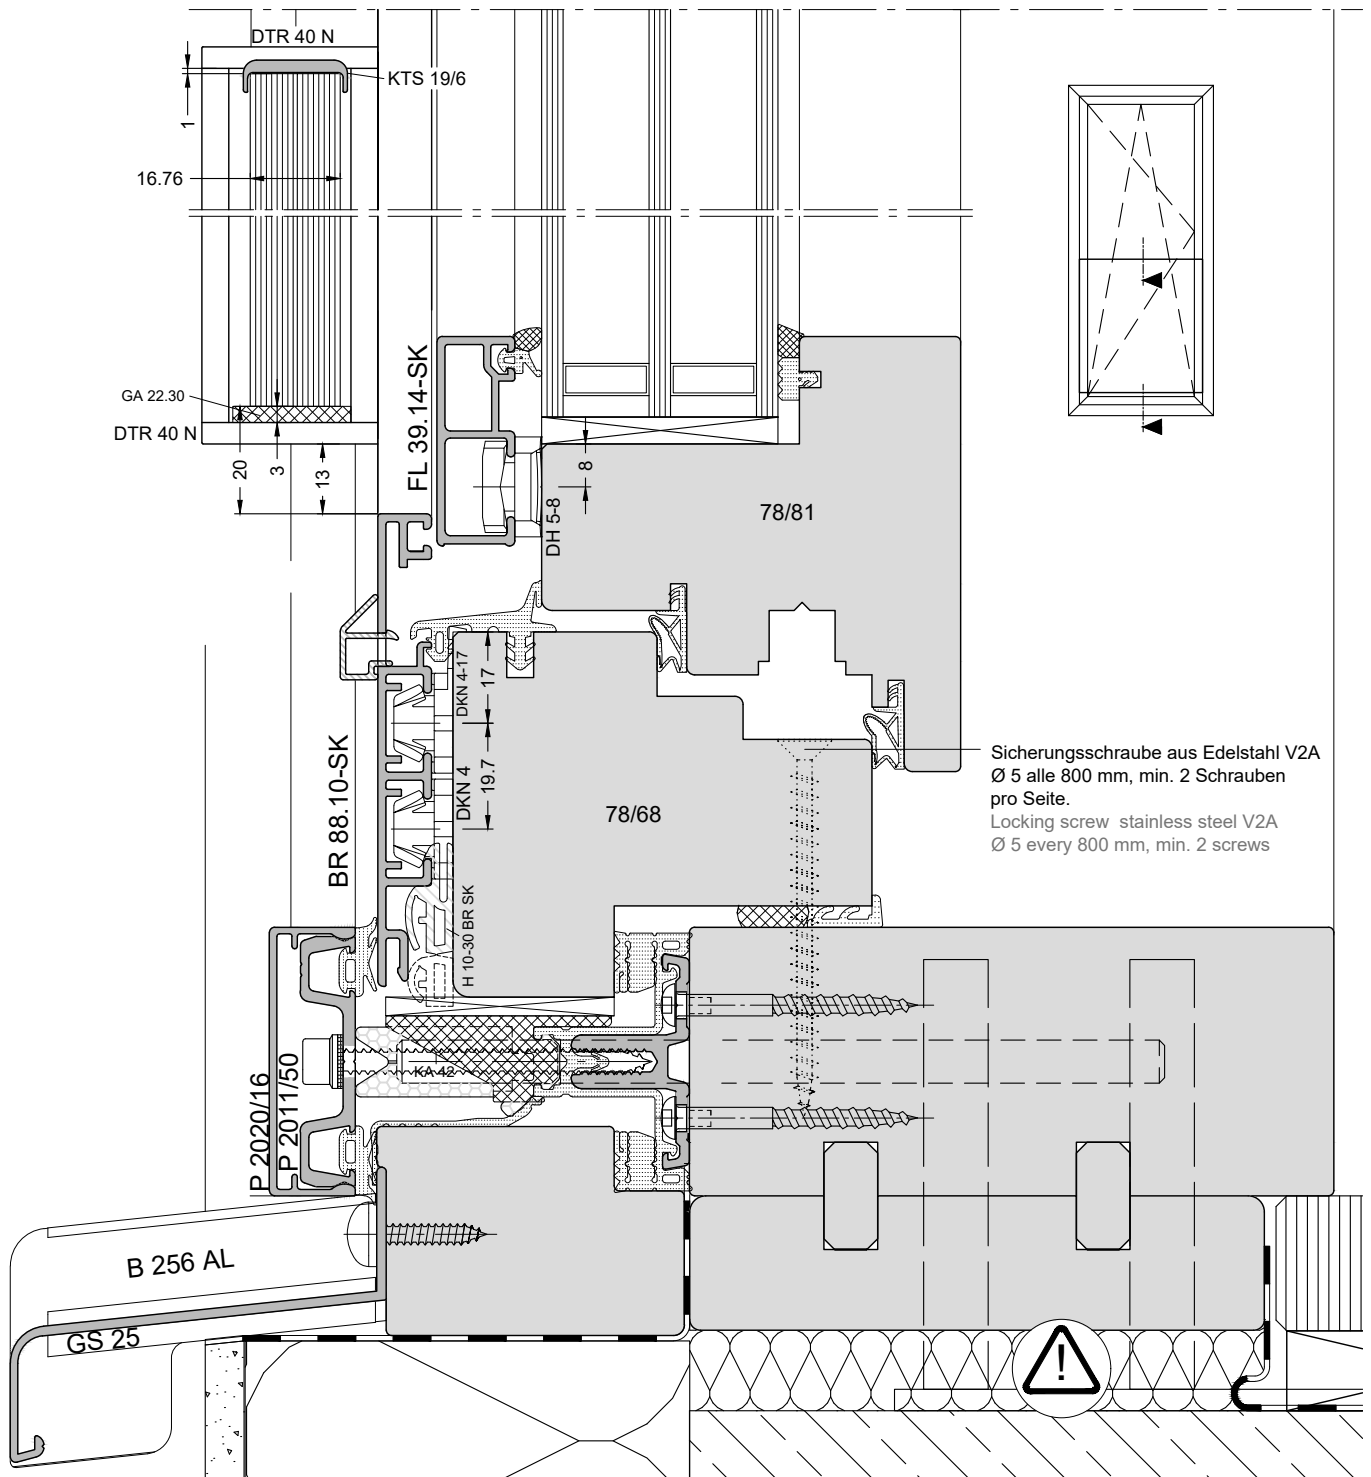 DTR 40 N
KTS 19/6
1
16.76
GA 22.30
DTR 40 N
20
3
13
FL 39.14-SK
8
DH 5-8
78/81
DKN 4-17
17
DKN 4
19.7
78/68
BR 88.10-SK
H 10-30 BR SK
Sicherungsschraube aus Edelstahl V2A
Ø 5 alle 800 mm, min. 2 Schrauben
pro Seite.
Locking screw stainless steel V2A
Ø 5 every 800 mm, min. 2 screws
KA 42
P 2020/16
P 2011/50
B 256 AL
GS 25
!